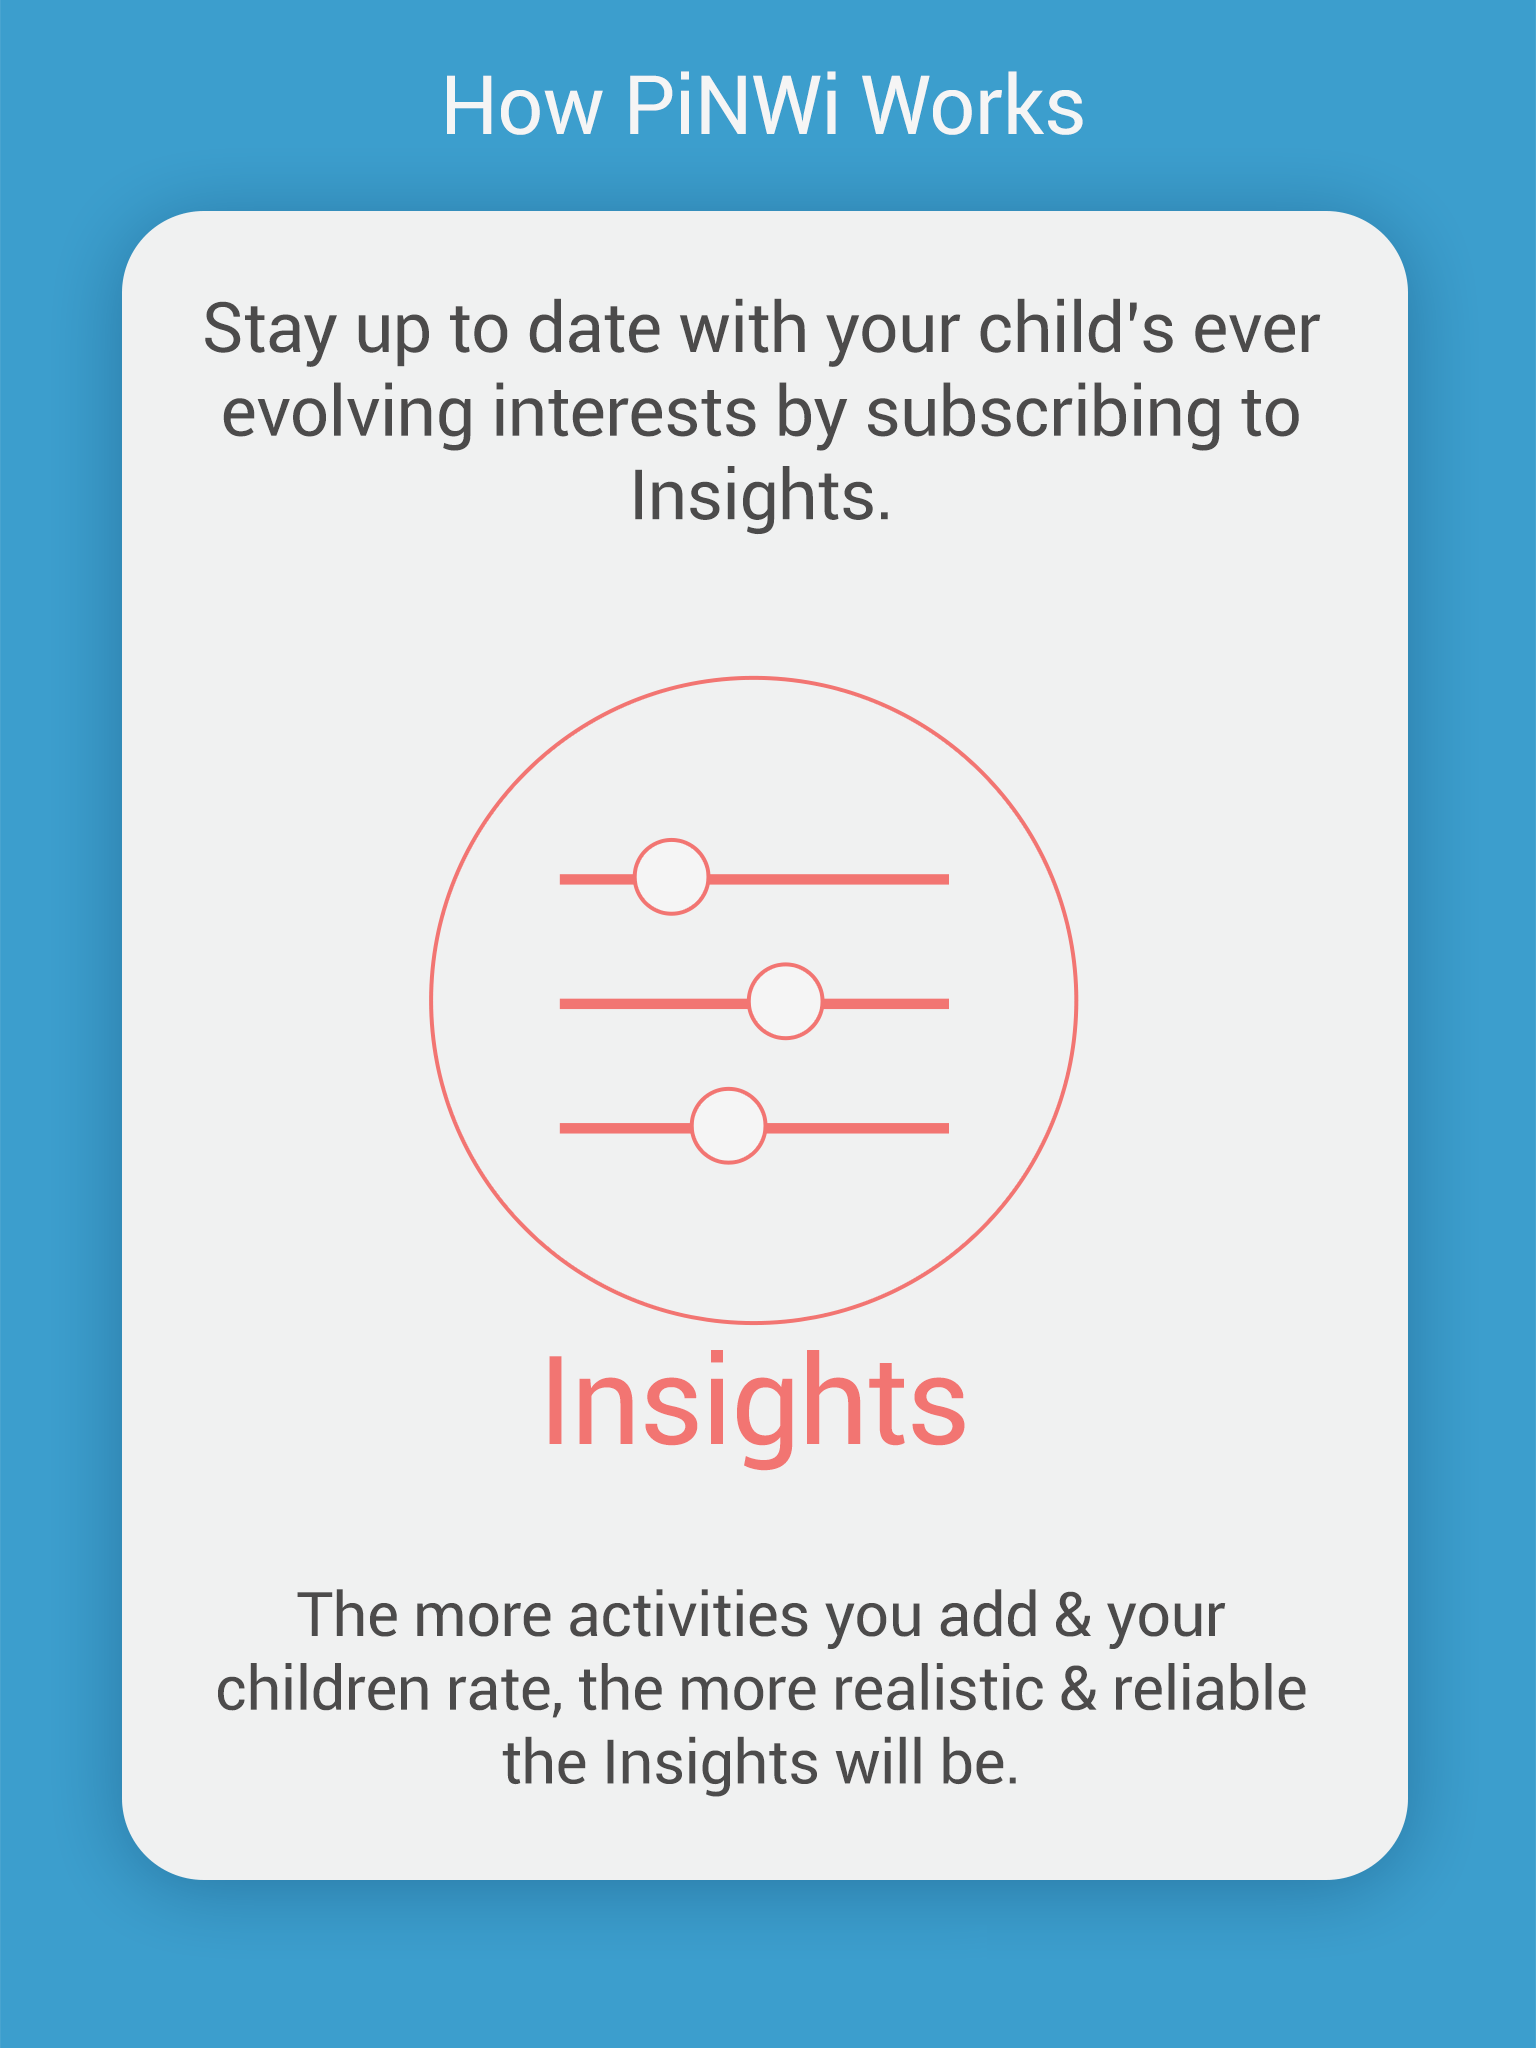 How PiNWi Works
Stay up to date with your child's ever
evolving interests by subscribing to
Insights.
Insights
The more activities you add & your
children rate, the more realistic & reliable
the Insights will be.